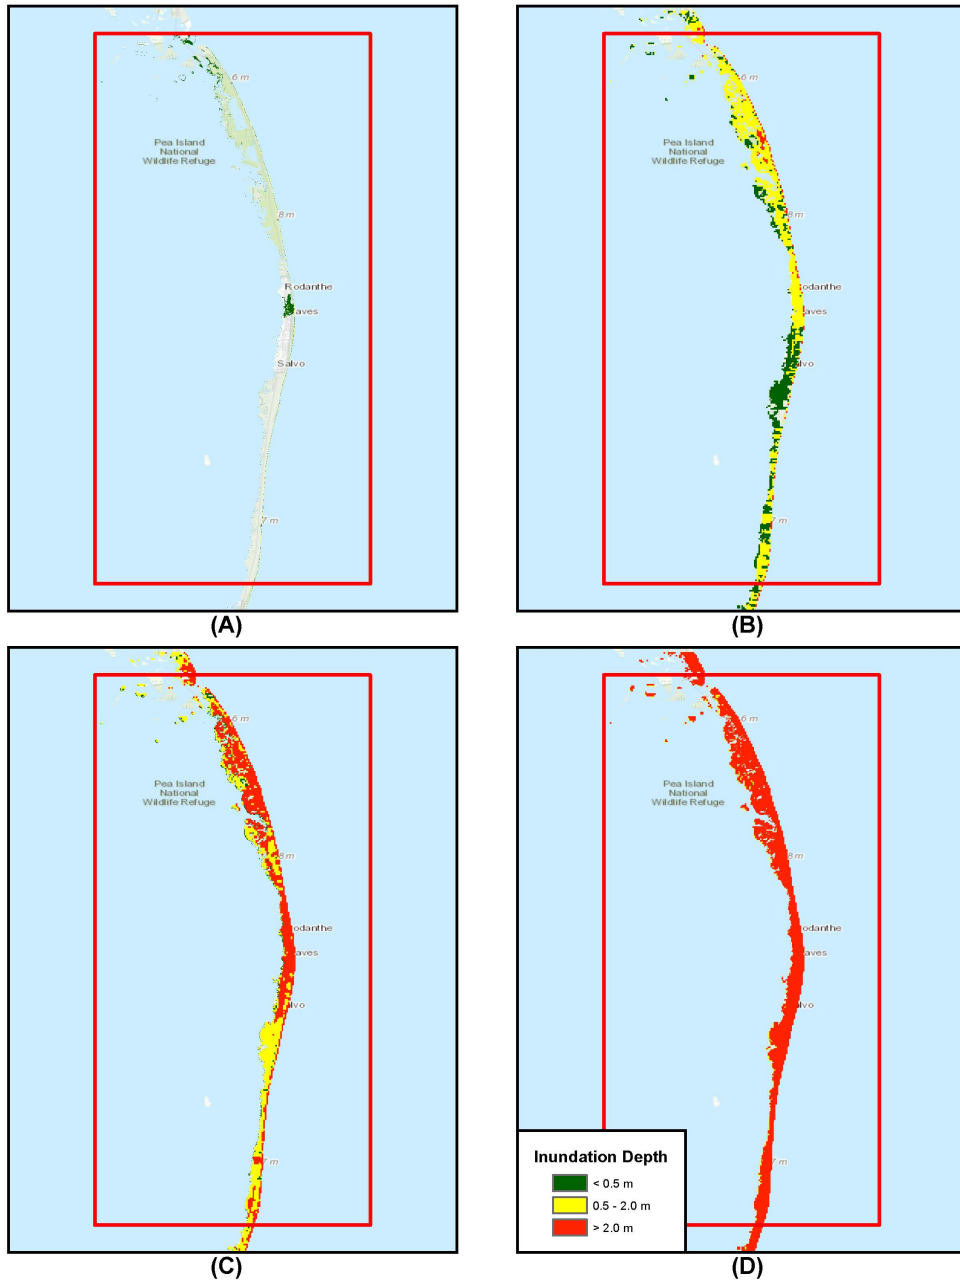 6 m
Pea Island
National
Wildlife Refuge
8 m
Rodanthe
aves
Salvo
7 m
(A)
6 m
Pea Island
National
Wildlife Refuge
8 m
odanthe
aves
lvo
7 m
(B)
6 m
Pea Island
National
Wildlife Refuge
8 m
odanthe
aves
alvo
7 m
(C)
6 m
Pea Island
National
Wildlife Refuge
8 m
odanthe
aves
alvo
7 m
Inundation Depth
< 0.5 m
0.5 - 2.0 m
> 2.0 m
(D)